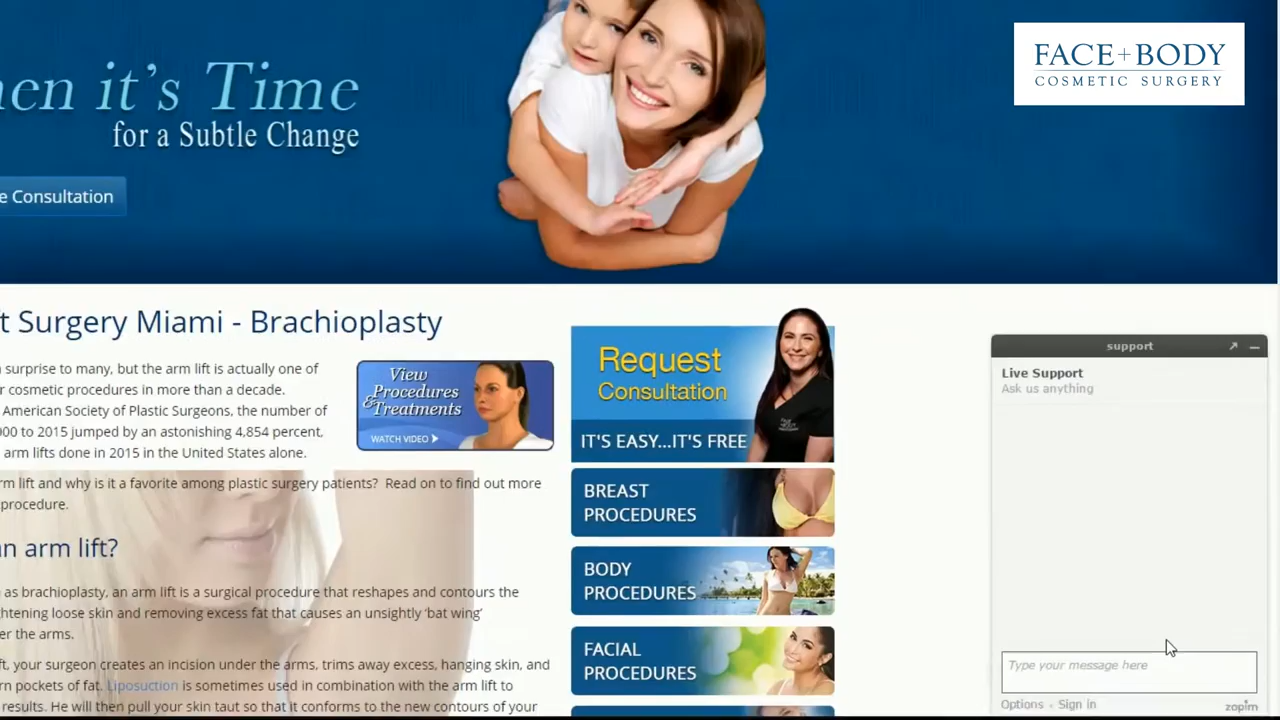 FACE+BODY
COSMETIC SURGERY
it's Time
for a Subtle Change
Consultation
Surgery Miami - Brachioplasty
surprise to many, but the arm lift is actually one of
cosmetic procedures in more than a decade.
American Society of Plastic Surgeons, the number of
to 2015 jumped by an astonishing 4,854 percent,
arm lifts done in 2015 in the United States alone.
View
Procedures
& Treatments
WATCH VIDEO
lift and why is it a favorite among plastic surgery patients? Read on to find out more
procedure.
an arm lift?
as brachioplasty, an arm lift is a surgical procedure that reshapes and contours the
loose skin and removing excess fat that causes an unsightly ‘bat wing’
the arms.
your surgeon creates an incision under the arms, trims away excess, hanging skin, and
pockets of fat. Liposuction is sometimes used in combination with the arm lift to
results. He will then pull your skin taut so that it conforms to the new contours of your
Request
Consultation
IT'S EASY...IT'S FREE
BREAST
PROCEDURES
BODY
PROCEDURES
FACIAL
PROCEDURES
support
Live Support
Ask us anything
Type your message here
Options • Sign in
zopim